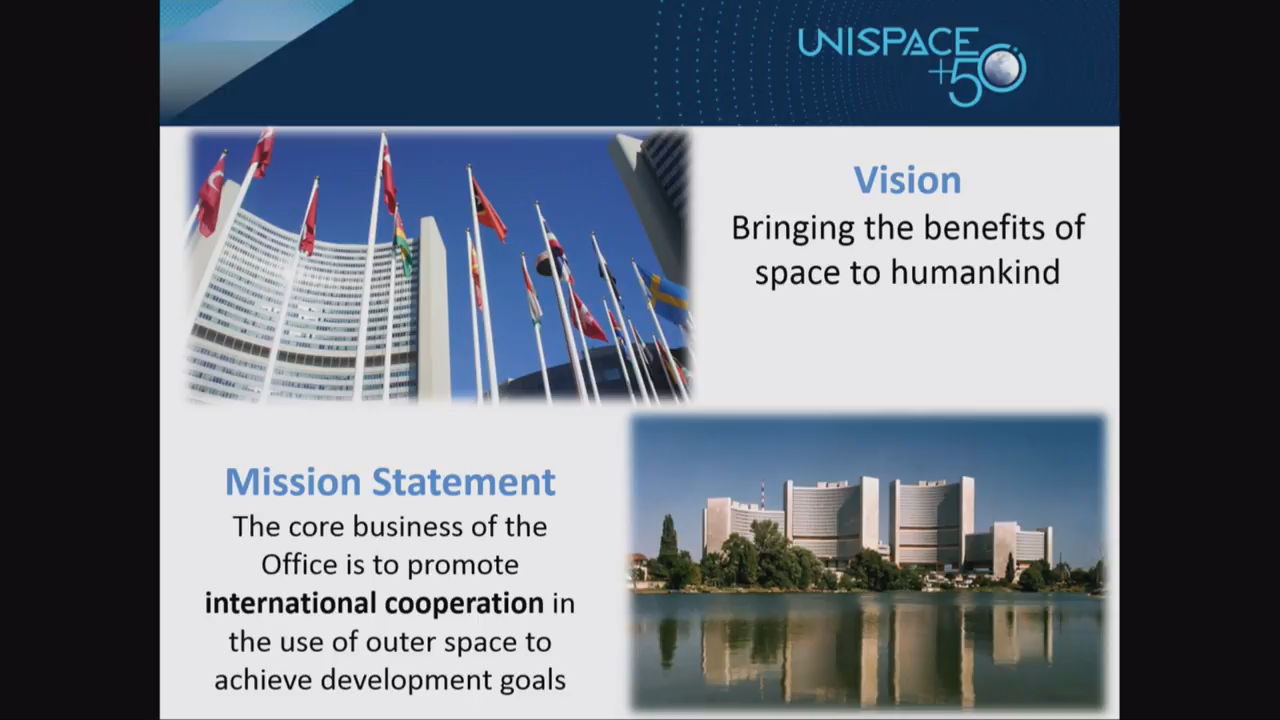 UNISPACE
+50
Vision
Bringing the benefits of
space to humankind
Mission Statement
The core business of the
Office is to promote
international cooperation in
the use of outer space to
achieve development goals